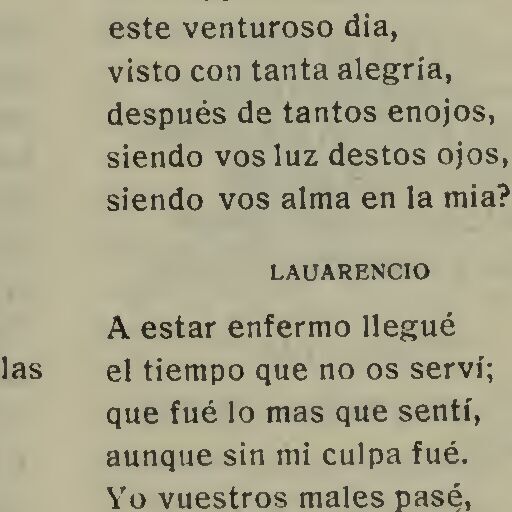 este venturoso dia,
visto con tanta alegría,
después de tantos enojos,
siendo vos luz destos ojos,
siendo vos alma en la mia?
LAUARENCIO
A estar enfermo llegué
las el tiempo que no os serví;
que fué lo mas que sentí,
aunque sin mi culpa fué.
Yo vuestros males pasé,